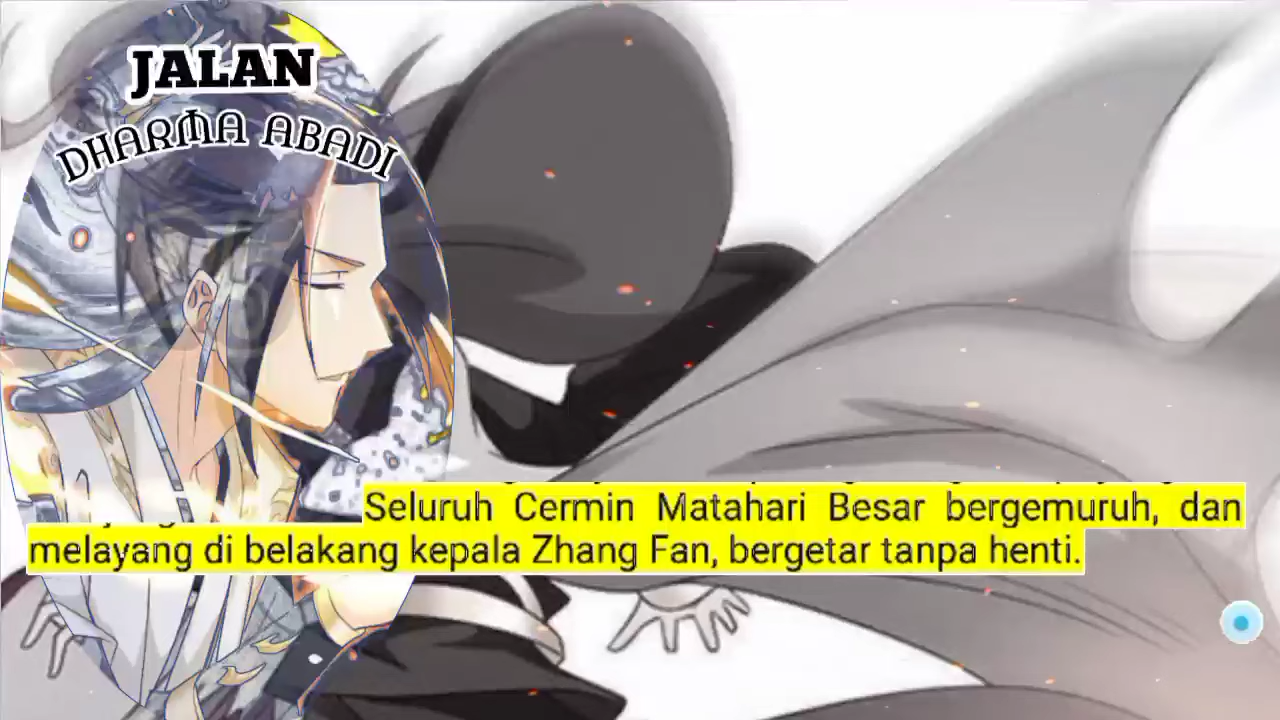 JALAN
DHARMA ABADI
Seluruh Cermin Matahari Besar bergemuruh, dan
melayang di belakang kepala Zhang Fan, bergetar tanpa henti.